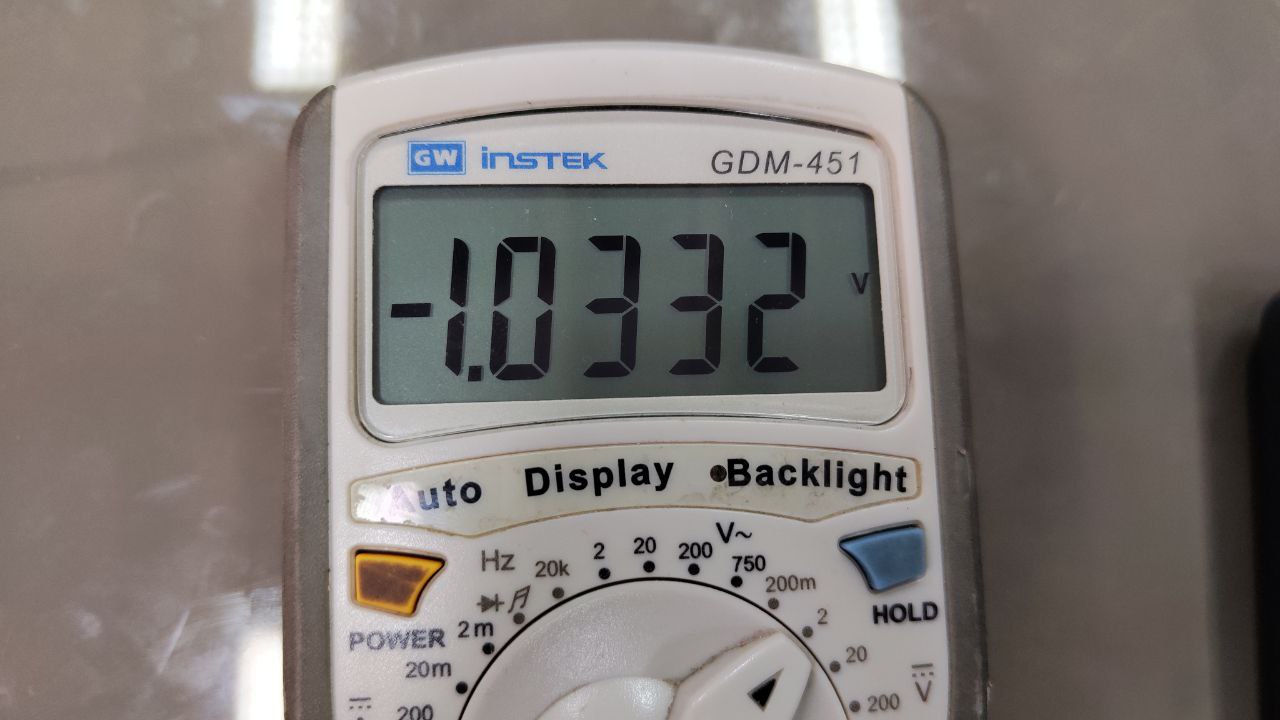 GW INSTEK GDM-451
-1.0332 V
Auto Display Backlight
Hz 20k 2 20 200 V~ 750 200m 2 20 200 V
POWER 2m 20m 200
HOLD